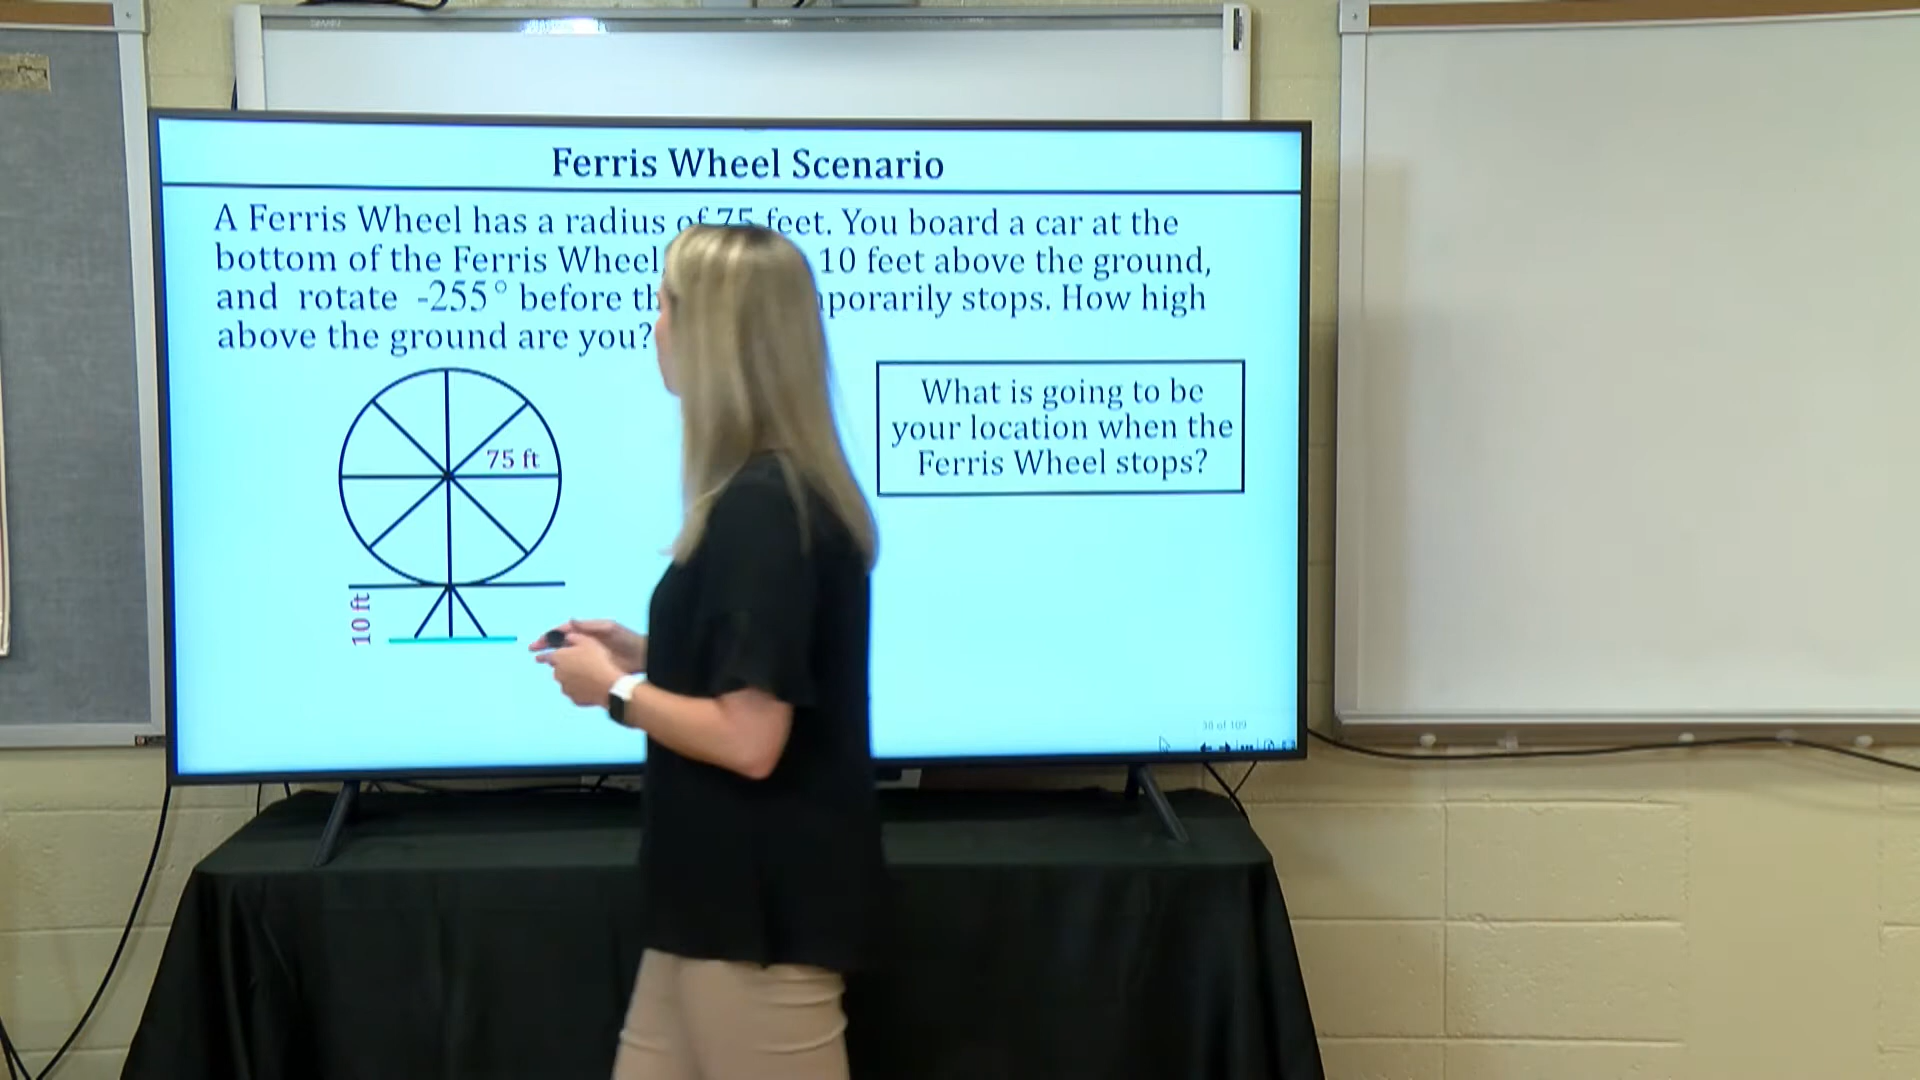 Ferris Wheel Scenario
A Ferris Wheel has a radius of 75 feet. You board a car at the
bottom of the Ferris Wheel, 10 feet above the ground,
and rotate -255° before stops. How high
above the ground are you?
What is going to be
your location when the
Ferris Wheel stops?
75 ft
10 ft